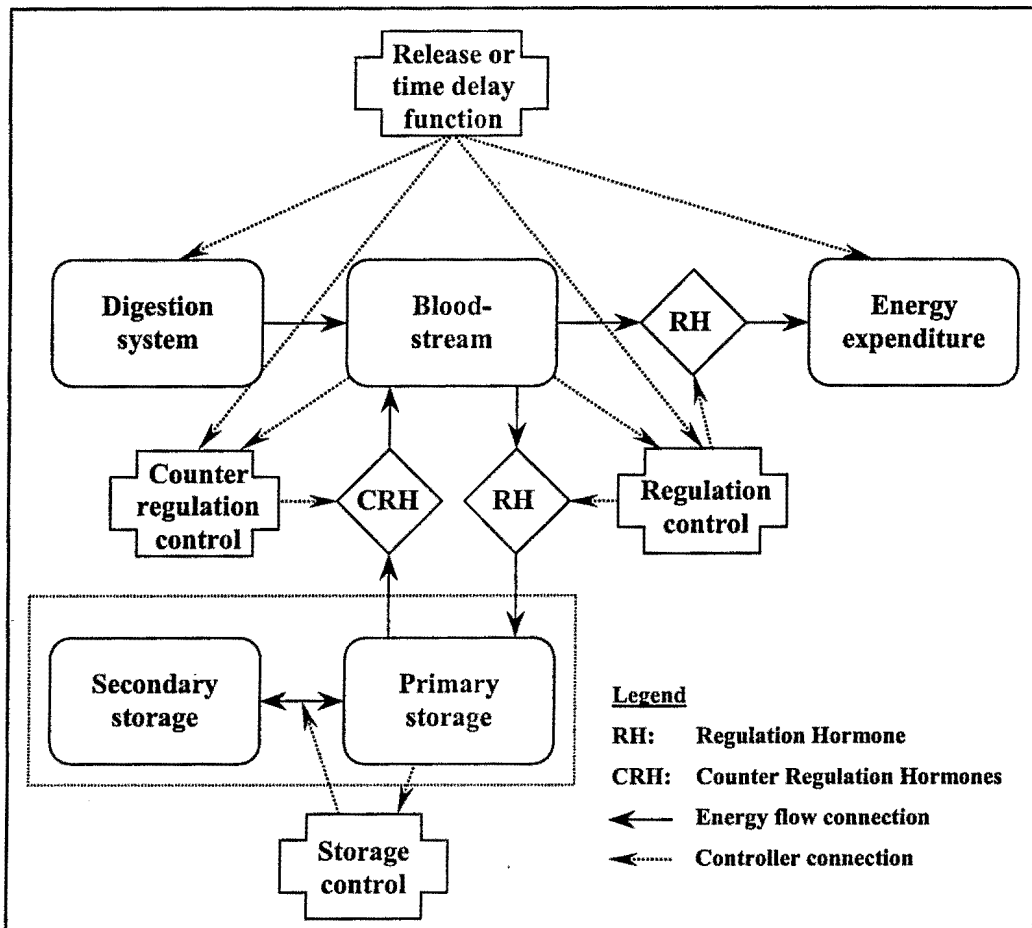 Release or
time delay
function
Digestion
system
Blood-
stream
RH
Energy
expenditure
Counter
regulation
control
CRH
RH
Regulation
control
Secondary
storage
Primary
storage
Storage
control
Legend
RH: Regulation Hormone
CRH: Counter Regulation Hormones
Energy flow connection
Controller connection